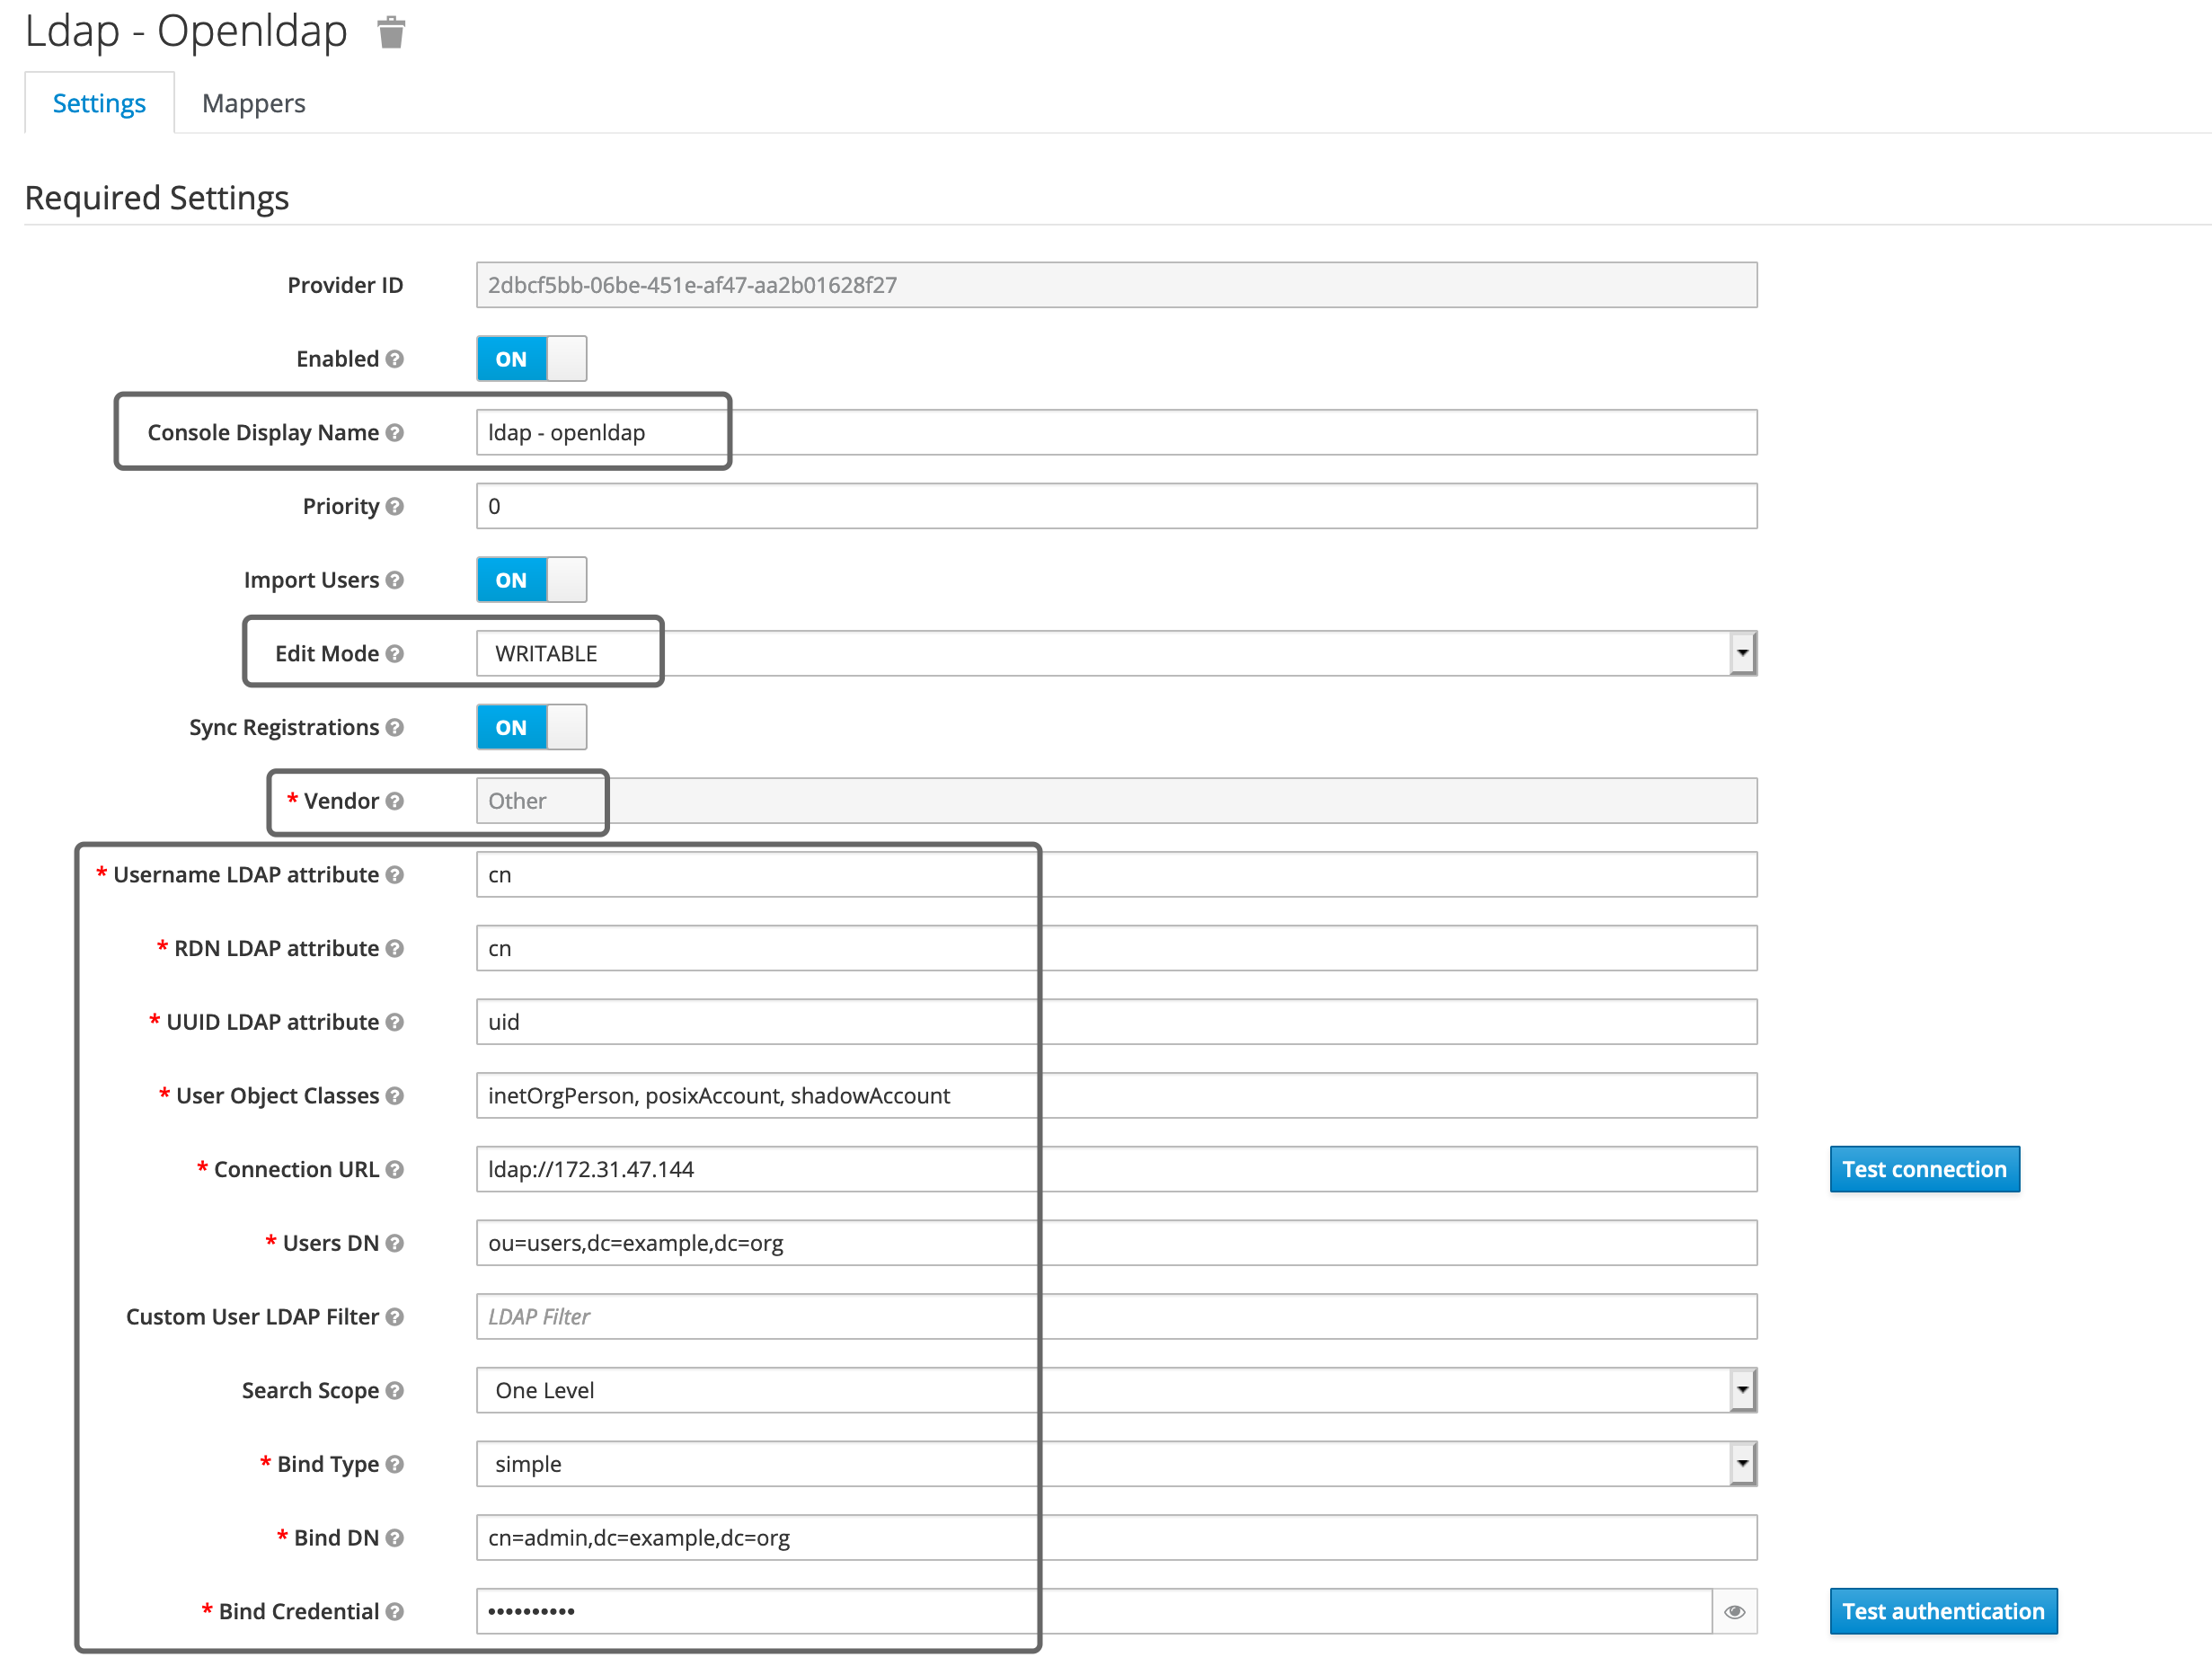 Ldap - Openldap
Settings Mappers
Required Settings
Provider ID 2dbcf5bb-06be-451e-af47-aa2b01628f27
Enabled ON
Console Display Name ldap - openldap
Priority 0
Import Users ON
Edit Mode WRITABLE
Sync Registrations ON
* Vendor Other
* Username LDAP attribute cn
* RDN LDAP attribute cn
* UUID LDAP attribute uid
* User Object Classes inetOrgPerson, posixAccount, shadowAccount
* Connection URL ldap://172.31.47.144 Test connection
* Users DN ou=users,dc=example,dc=org
Custom User LDAP Filter LDAP Filter
Search Scope One Level
* Bind Type simple
* Bind DN cn=admin,dc=example,dc=org
* Bind Credential •••••••••• Test authentication